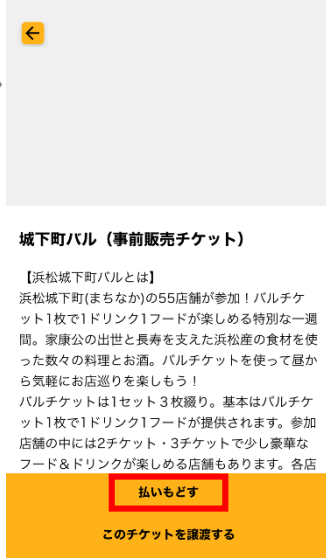 城下町バル（事前販売チケット）
【浜松城下町バルとは】
浜松城下町(まちなか)の55店舗が参加！バルチケ
ット1枚で1ドリンク1フードが楽しめる特別な一週
間。家康公の出世と長寿を支えた浜松産の食材を使
った数々の料理とお酒。バルチケットを使って昼か
ら気軽にお店巡りを楽しもう！
バルチケットは1セット３枚綴り。基本はバルチケ
ット1枚で1ドリンク1フードが提供されます。参加
店舗の中には2チケット・3チケットで少し豪華な
フード＆ドリンクが楽しめる店舗もあります。各店
払いもどす
このチケットを譲渡する